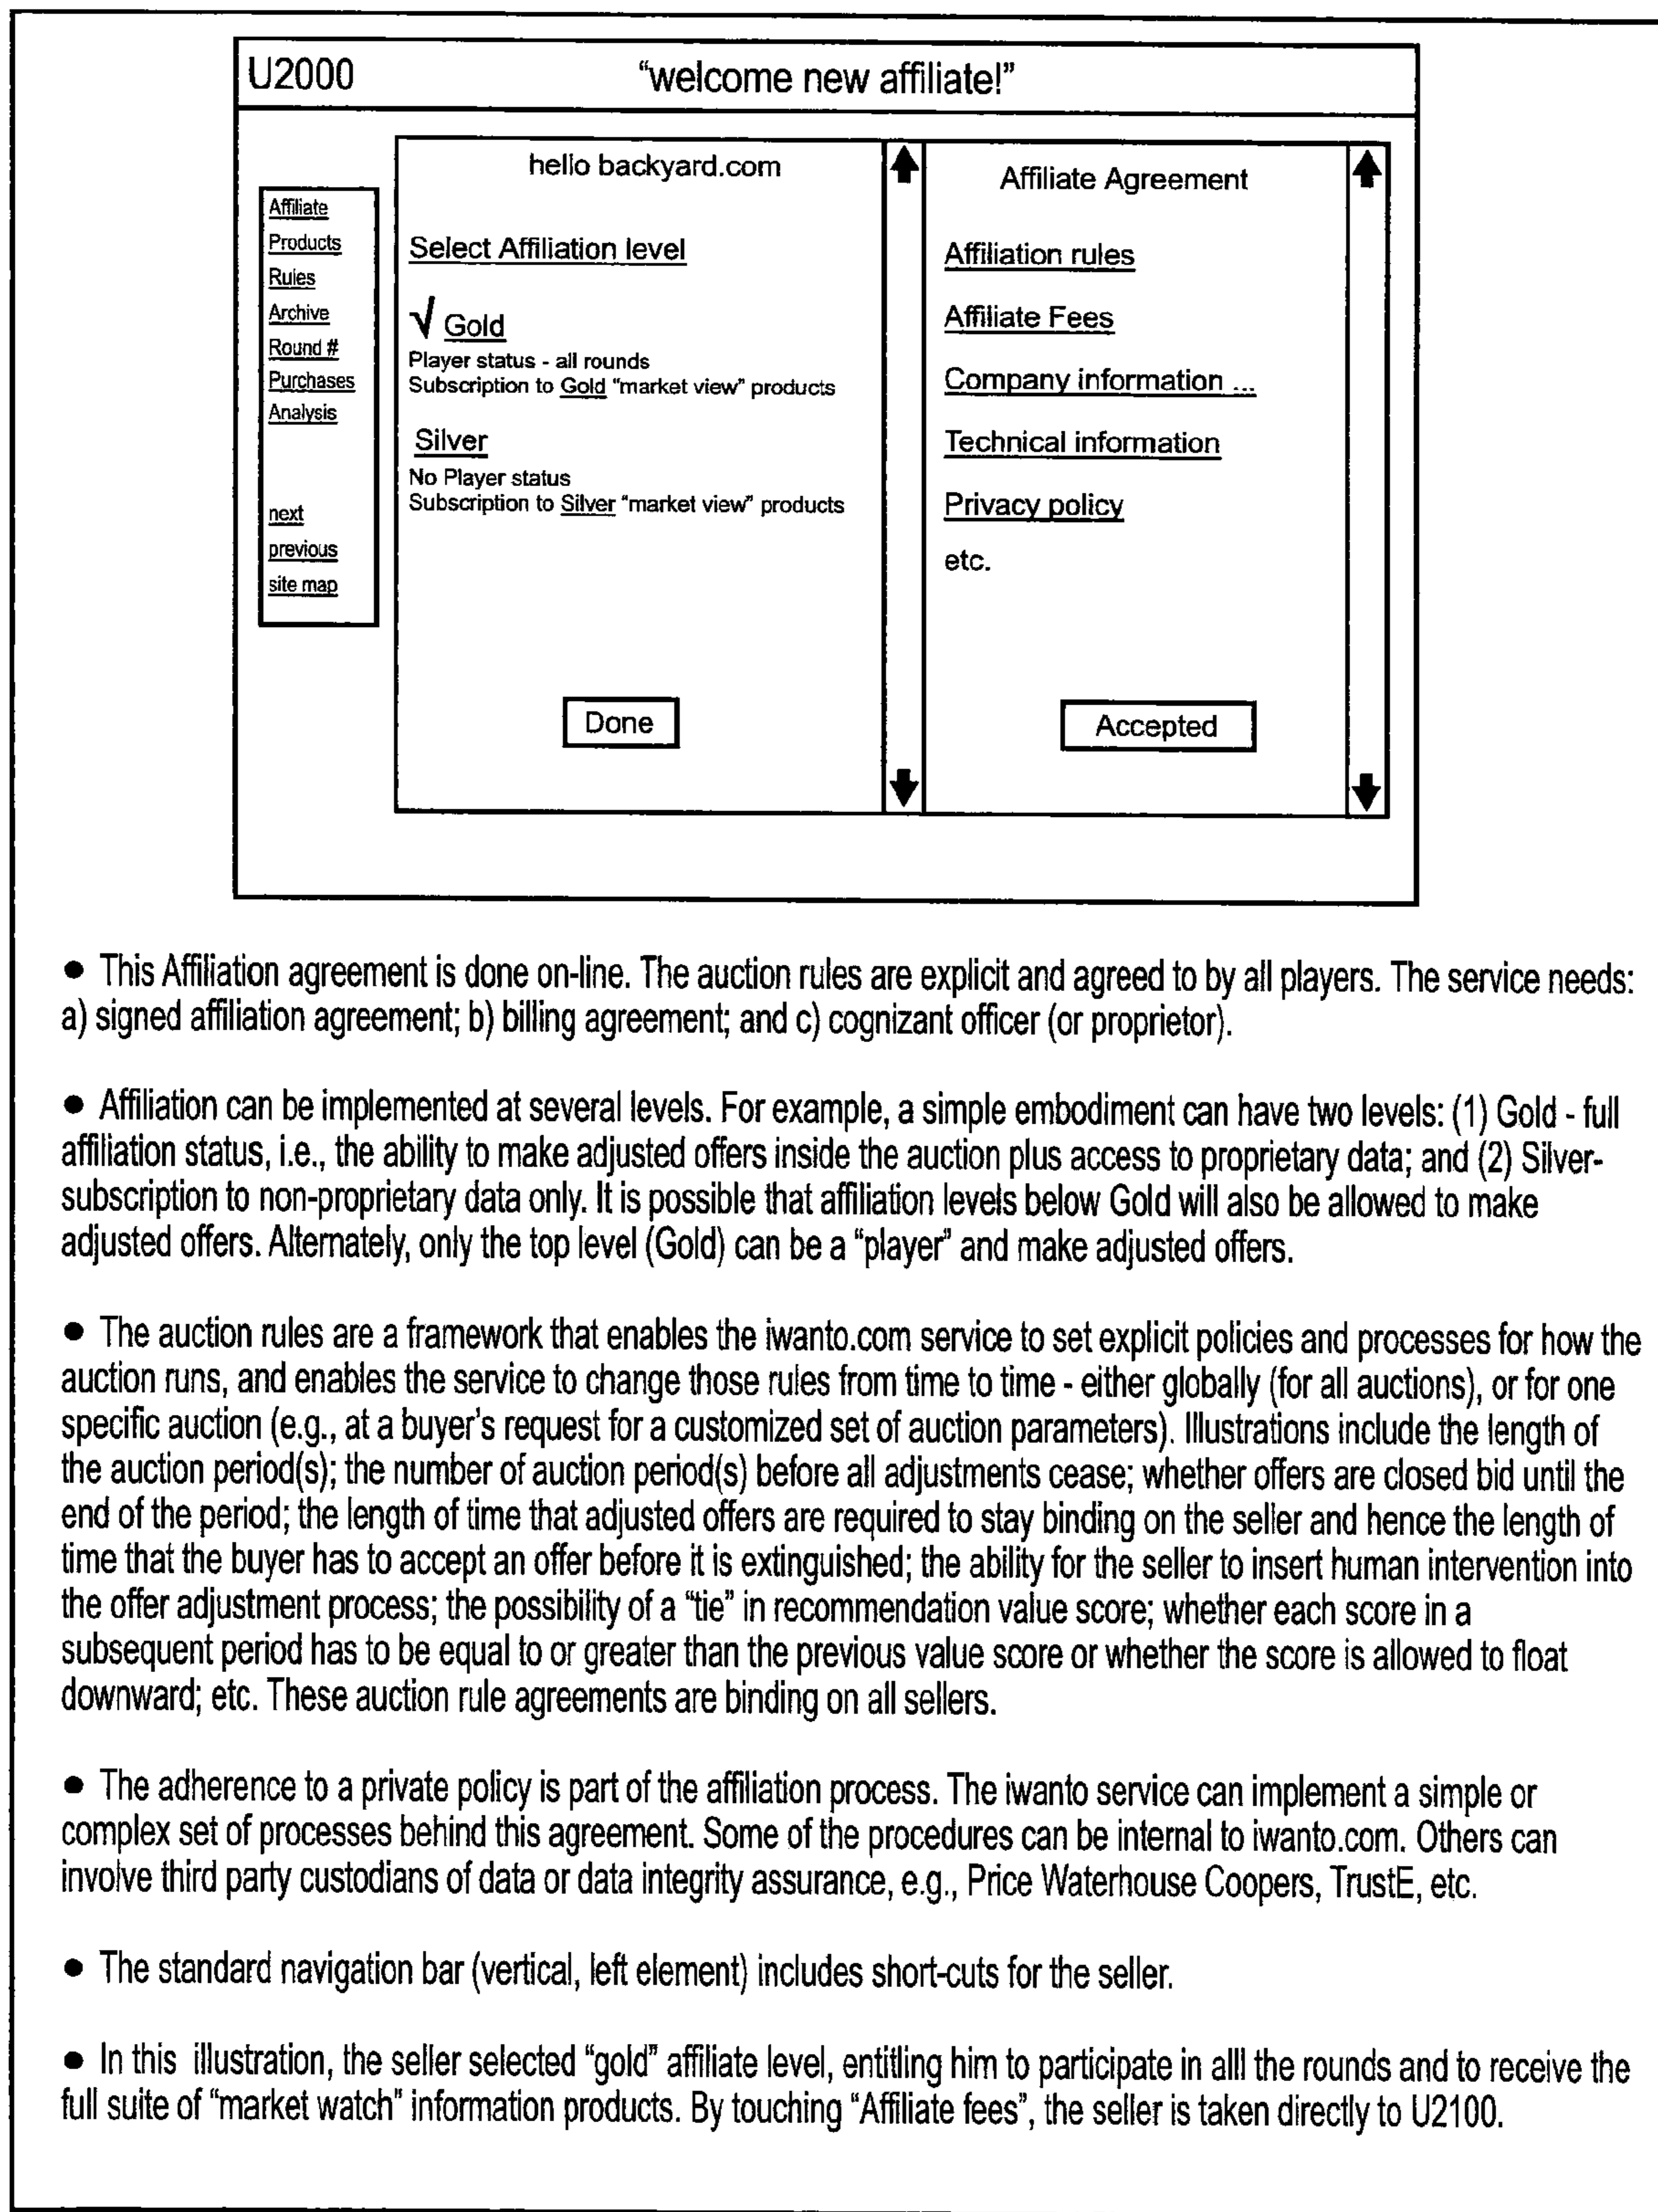 U2000
“welcome new affiliate!”
Affiliate
Products
Rules
Archive
Round #
Purchases
Analysis
next
previous
site map
hello backyard.com
Select Affiliation level
√ Gold
Player status - all rounds
Subscription to Gold “market view” products
Silver
No Player status
Subscription to Silver “market view” products
Done
Affiliate Agreement
Affiliation rules
Affiliate Fees
Company information ...
Technical information
Privacy policy
etc.
Accepted
● This Affiliation agreement is done on-line. The auction rules are explicit and agreed to by all players. The service needs:
a) signed affiliation agreement; b) billing agreement; and c) cognizant officer (or proprietor).
● Affiliation can be implemented at several levels. For example, a simple embodiment can have two levels: (1) Gold - full
affiliation status, i.e., the ability to make adjusted offers inside the auction plus access to proprietary data; and (2) Silver-
subscription to non-proprietary data only. It is possible that affiliation levels below Gold will also be allowed to make
adjusted offers. Alternately, only the top level (Gold) can be a “player” and make adjusted offers.
● The auction rules are a framework that enables the iwanto.com service to set explicit policies and processes for how the
auction runs, and enables the service to change those rules from time to time - either globally (for all auctions), or for one
specific auction (e.g., at a buyer's request for a customized set of auction parameters). Illustrations include the length of
the auction period(s); the number of auction period(s) before all adjustments cease; whether offers are closed bid until the
end of the period; the length of time that adjusted offers are required to stay binding on the seller and hence the length of
time that the buyer has to accept an offer before it is extinguished; the ability for the seller to insert human intervention into
the offer adjustment process; the possibility of a “tie” in recommendation value score; whether each score in a
subsequent period has to be equal to or greater than the previous value score or whether the score is allowed to float
downward; etc. These auction rule agreements are binding on all sellers.
● The adherence to a private policy is part of the affiliation process. The iwanto service can implement a simple or
complex set of processes behind this agreement. Some of the procedures can be internal to iwanto.com. Others can
involve third party custodians of data or data integrity assurance, e.g., Price Waterhouse Coopers, TrustE, etc.
● The standard navigation bar (vertical, left element) includes short-cuts for the seller.
● In this illustration, the seller selected “gold” affiliate level, entitling him to participate in alll the rounds and to receive the
full suite of “market watch” information products. By touching “Affiliate fees”, the seller is taken directly to U2100.